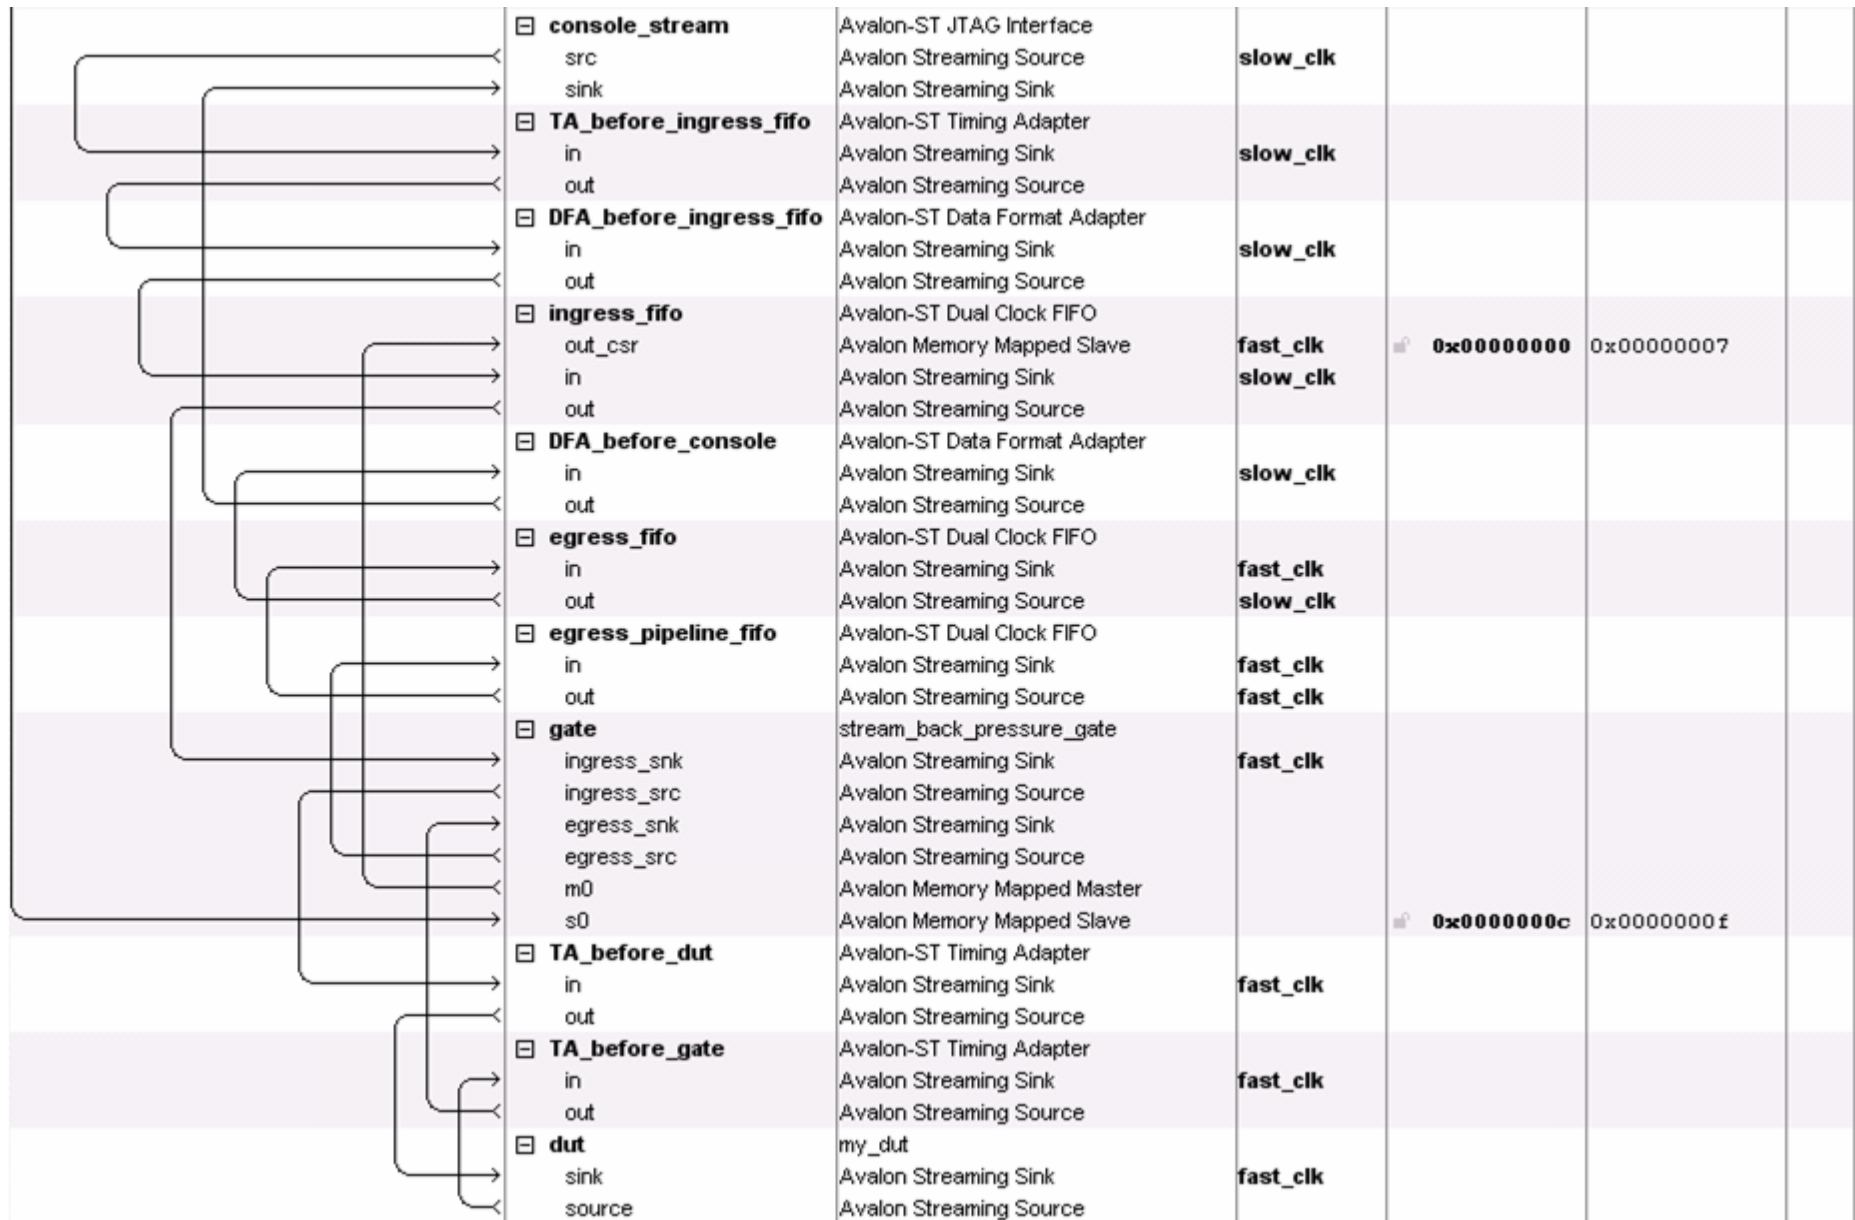 console_stream Avalon-ST JTAG Interface
src Avalon Streaming Source slow_clk
sink Avalon Streaming Sink
TA_before_ingress_fifo Avalon-ST Timing Adapter
in Avalon Streaming Sink slow_clk
out Avalon Streaming Source
DFA_before_ingress_fifo Avalon-ST Data Format Adapter
in Avalon Streaming Sink slow_clk
out Avalon Streaming Source
ingress_fifo Avalon-ST Dual Clock FIFO
out_csr Avalon Memory Mapped Slave fast_clk 0x00000000 0x00000007
in Avalon Streaming Sink slow_clk
out Avalon Streaming Source
DFA_before_console Avalon-ST Data Format Adapter
in Avalon Streaming Sink slow_clk
out Avalon Streaming Source
egress_fifo Avalon-ST Dual Clock FIFO
in Avalon Streaming Sink fast_clk
out Avalon Streaming Source slow_clk
egress_pipeline_fifo Avalon-ST Dual Clock FIFO
in Avalon Streaming Sink fast_clk
out Avalon Streaming Source fast_clk
gate stream_back_pressure_gate
ingress_snk Avalon Streaming Sink fast_clk
ingress_src Avalon Streaming Source
egress_snk Avalon Streaming Sink
egress_src Avalon Streaming Source
m0 Avalon Memory Mapped Master
s0 Avalon Memory Mapped Slave 0x0000000c 0x0000000f
TA_before_dut Avalon-ST Timing Adapter
in Avalon Streaming Sink fast_clk
out Avalon Streaming Source
TA_before_gate Avalon-ST Timing Adapter
in Avalon Streaming Sink fast_clk
out Avalon Streaming Source
dut my_dut
sink Avalon Streaming Sink fast_clk
source Avalon Streaming Source